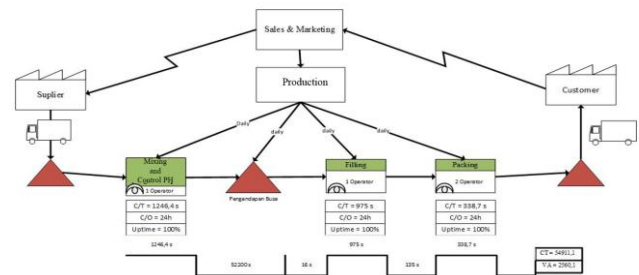 Sales & Marketing
Suplier
Production
Customer
Daily
daily
daily
daily
Mixing
and
Control PH
1 Operator
Pengendapan Busa
Filling
1 Operator
Packing
2 Operator
C/T = 1246,4 s
C/O = 24h
Uptime = 100%
C/T = 975 s
C/O = 24h
Uptime = 100%
C/T = 338,7 s
C/O = 24h
Uptime = 100%
1246,4 s
975 s
338,7 s
52200 s
16 s
135 s
CT = 54911,1
VA = 2560,1